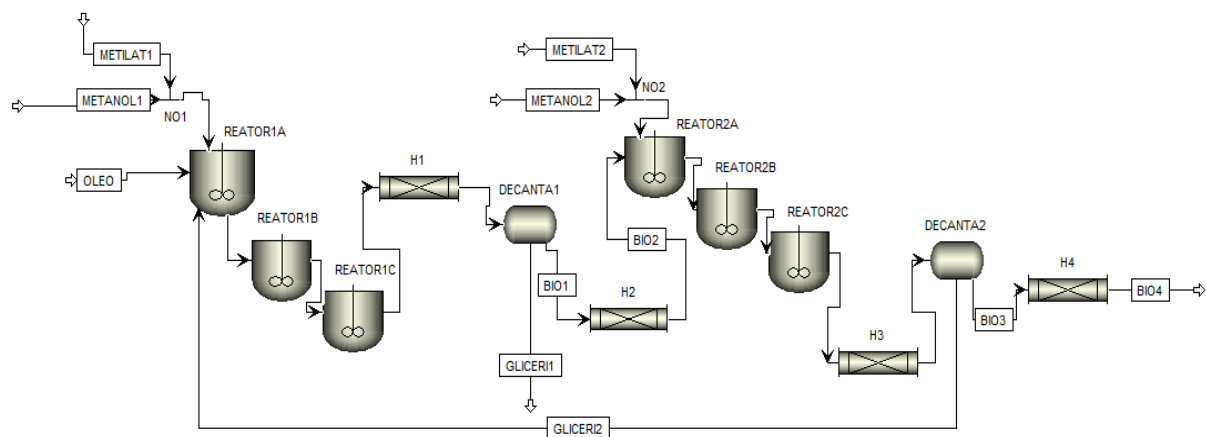 METILAT1
METILAT2
METANOL1
NO1
METANOL2
NO2
REATOR1A
REATOR2A
OLEO
H1
REATOR2B
DECANTA1
REATOR1B
REATOR2C
DECANTA2
BIO2
REATOR1C
BIO1
H2
H4
BIO4
BIO3
H3
GLICERI1
GLICERI2